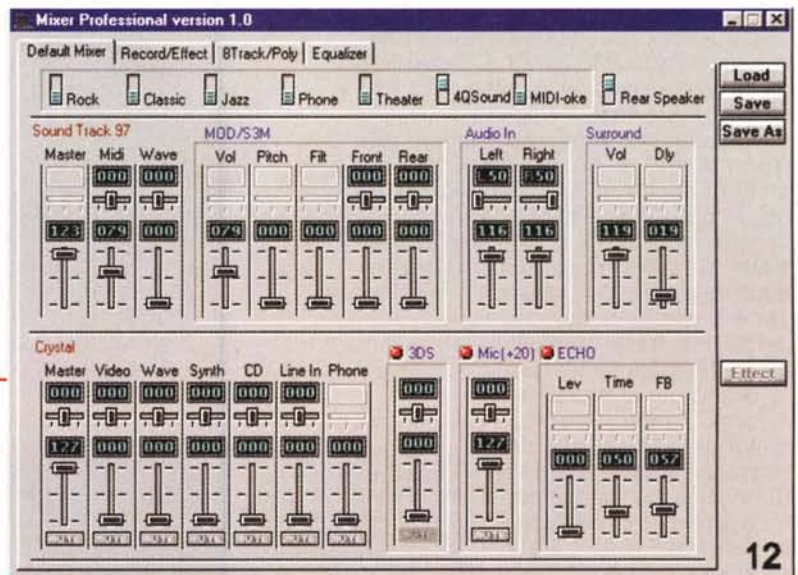 Mixer Professional version 1.0
Default Mixer Record/Effect 8Track/Poly Equalizer
Rock Classic Jazz Phone Theater 4QSound MIDI-oke Rear Speaker
Load
Save
Save As
Sound Track 97 MOD/S3M Audio In Surround
Master Midi Wave Vol Pitch Filt Front Rear Left Right Vol Dly
000 000 000 000 L50 R50
123 079 000 079 000 000 000 000 116 116 119 019
Crystal 3DS Mic(+20) ECHO
Effect
Master Video Wave Synth CD Line In Phone Lev Time FB
000 000 000 000 000 000 000 000
127 000 000 000 000 000 000 000 127 000 050 057
12